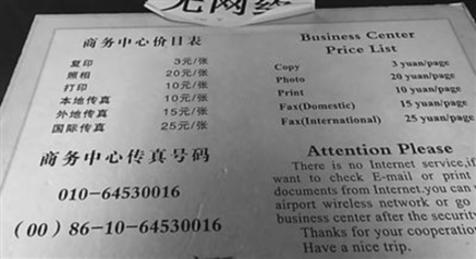 无网络
商务中心价目表
复印 3元/张
照相 20元/张
打印 10元/张
本地传真 10元/张
外地传真 15元/张
国际传真 25元/张
商务中心传真号码
010-64530016
(00) 86-10-64530016
Business Center
Price List
Copy 3 yuan/page
Photo 20 yuan/page
Print 10 yuan/page
Fax(Domestic) 15 yuan/page
Fax(International) 25 yuan/page
Attention Please
There is no Internet service,if
want to check E-mail or print
documents from Internet.you can
airport wireless network or go
business center after the security
Thanks for your cooperation
Have a nice trip.